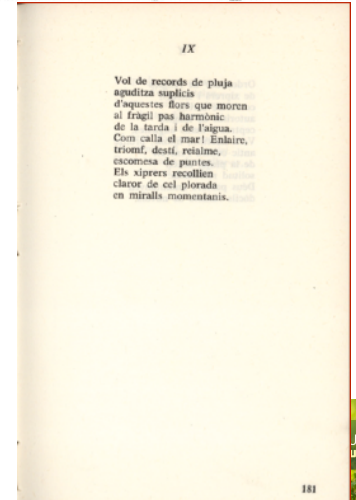 IX
Vol de records de pluja
aguditza suplicis
d'aquestes flors que moren
al fràgil pas harmònic
de la tarda i de l'aigua.
Com calla el mar! Enlaire,
triomf, destí, reialme,
escomesa de puntes.
Els xiprers recollien
claror de cel plorada
en miralls momentanis.
181